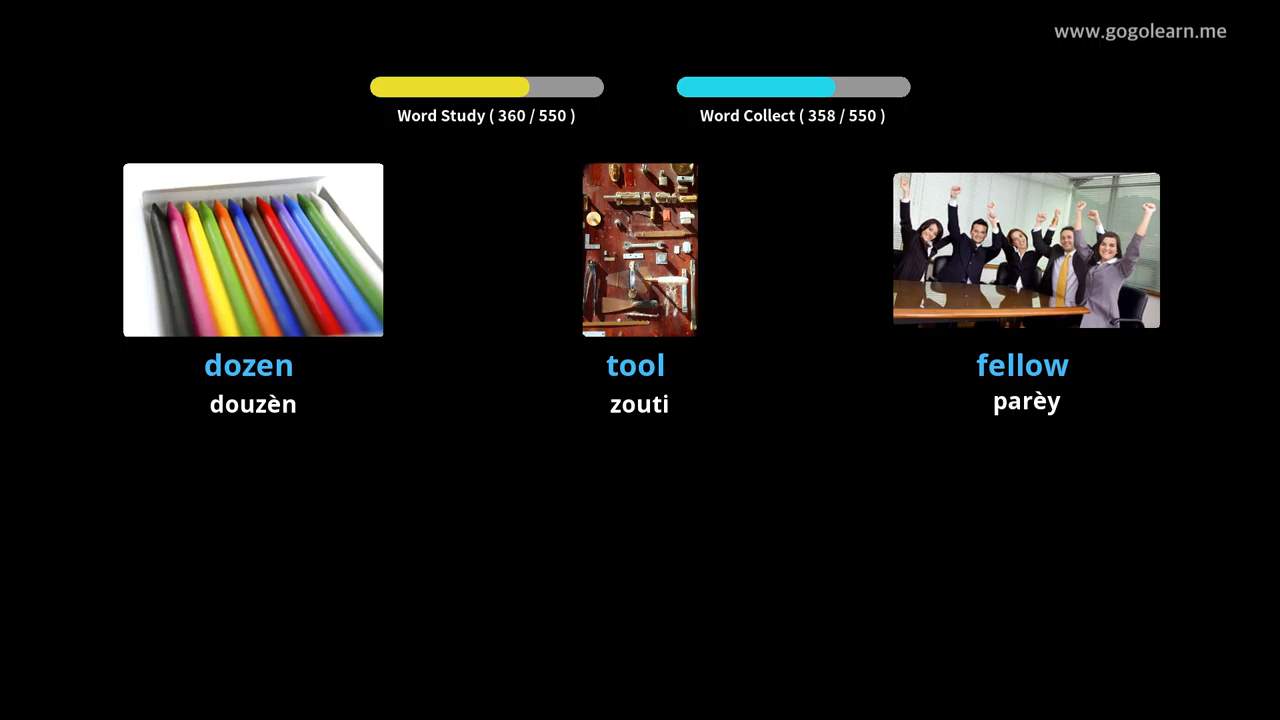 www.gogolearn.me
Word Study ( 360 / 550 )
Word Collect ( 358 / 550 )
dozen
douzèn
tool
zouti
fellow
parèy